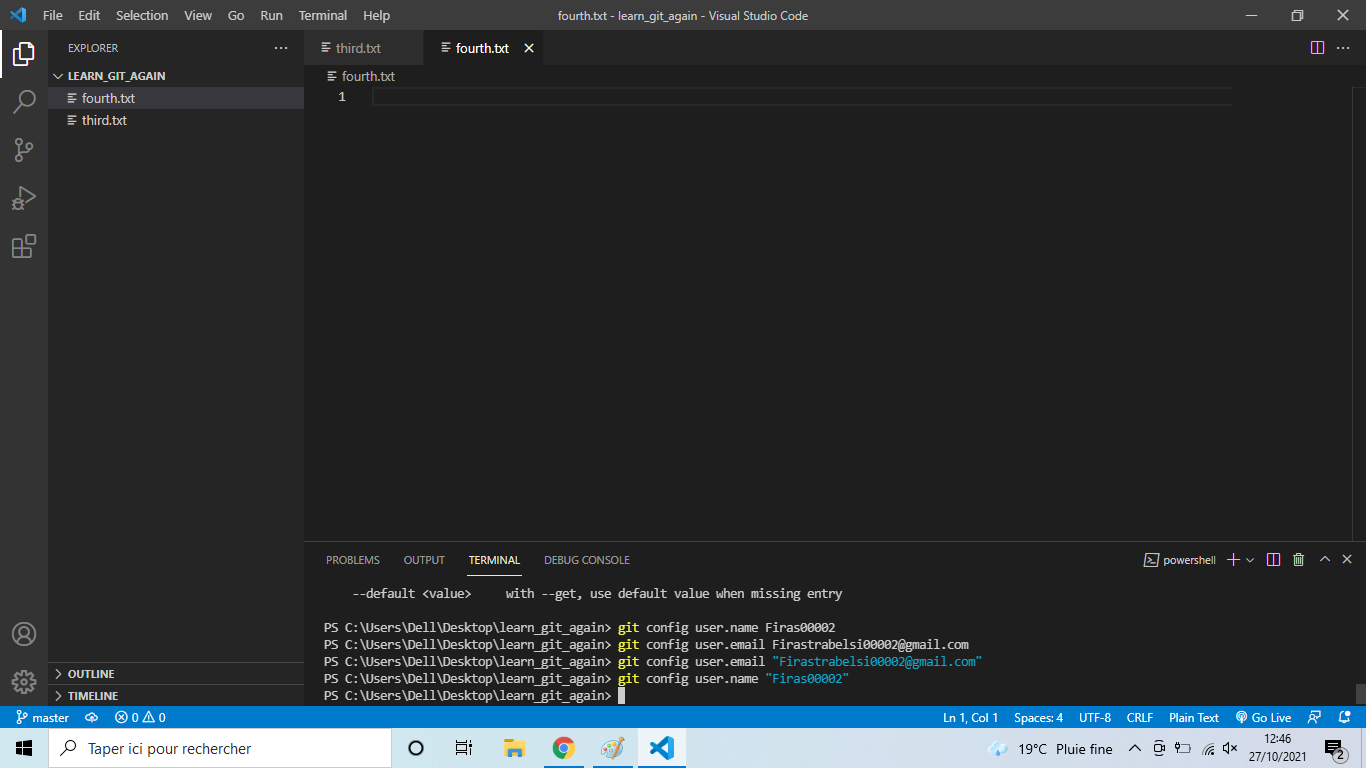 File Edit Selection View Go Run Terminal Help
fourth.txt - learn_git_again - Visual Studio Code
EXPLORER
LEARN_GIT_AGAIN
fourth.txt
third.txt
OUTLINE
TIMELINE
third.txt fourth.txt
fourth.txt
1
PROBLEMS OUTPUT TERMINAL DEBUG CONSOLE
powershell
--default <value> with --get, use default value when missing entry
PS C:\Users\Dell\Desktop\learn_git_again> git config user.name Firas00002
PS C:\Users\Dell\Desktop\learn_git_again> git config user.email Firastrabelsi00002@gmail.com
PS C:\Users\Dell\Desktop\learn_git_again> git config user.email "Firastrabelsi00002@gmail.com"
PS C:\Users\Dell\Desktop\learn_git_again> git config user.name "Firas00002"
PS C:\Users\Dell\Desktop\learn_git_again>
master 0 0 Ln 1, Col 1 Spaces: 4 UTF-8 CRLF Plain Text Go Live
Taper ici pour rechercher
19°C Pluie fine
12:46
27/10/2021
2